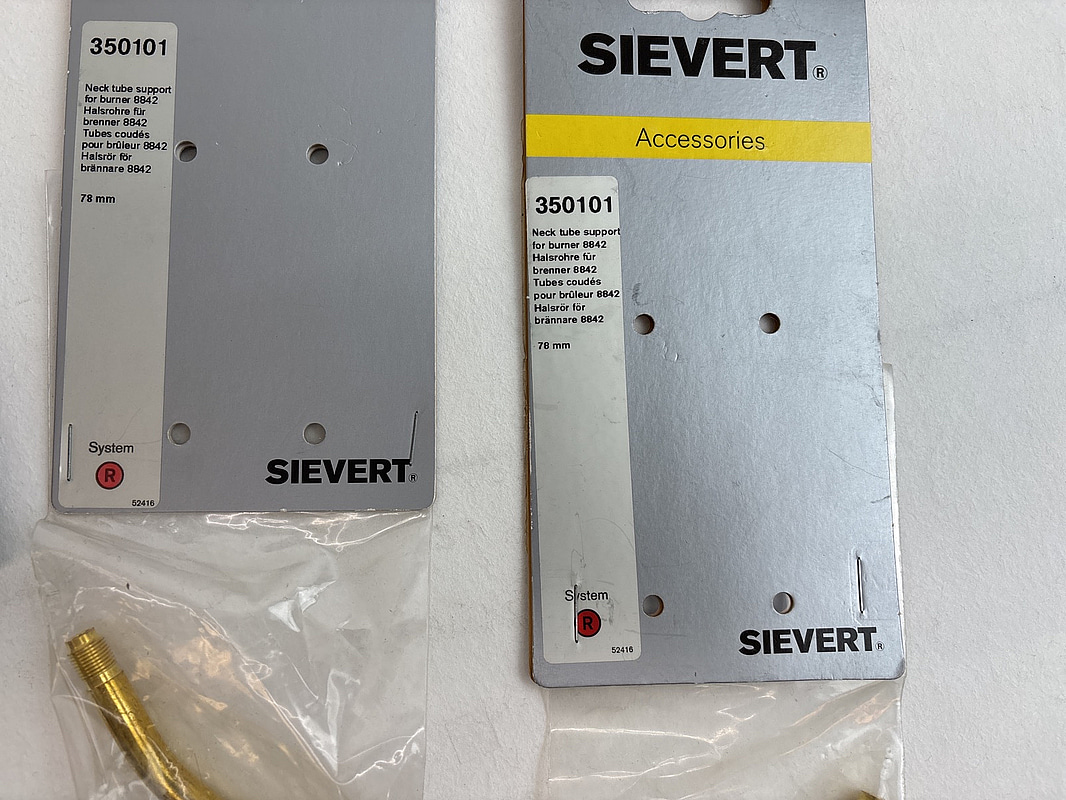 350101
Neck tube support
for burner 8842
Halsrohre für
brenner 8842
Tubes coudés
pour brûleur 8842
Halsrör för
brännare 8842
78 mm
System
R
52416
SIEVERT®
SIEVERT®
Accessories
350101
Neck tube support
for burner 8842
Halsrohre für
brenner 8842
Tubes coudés
pour brûleur 8842
Halsrör för
brännare 8842
78 mm
System
R
52416
SIEVERT®